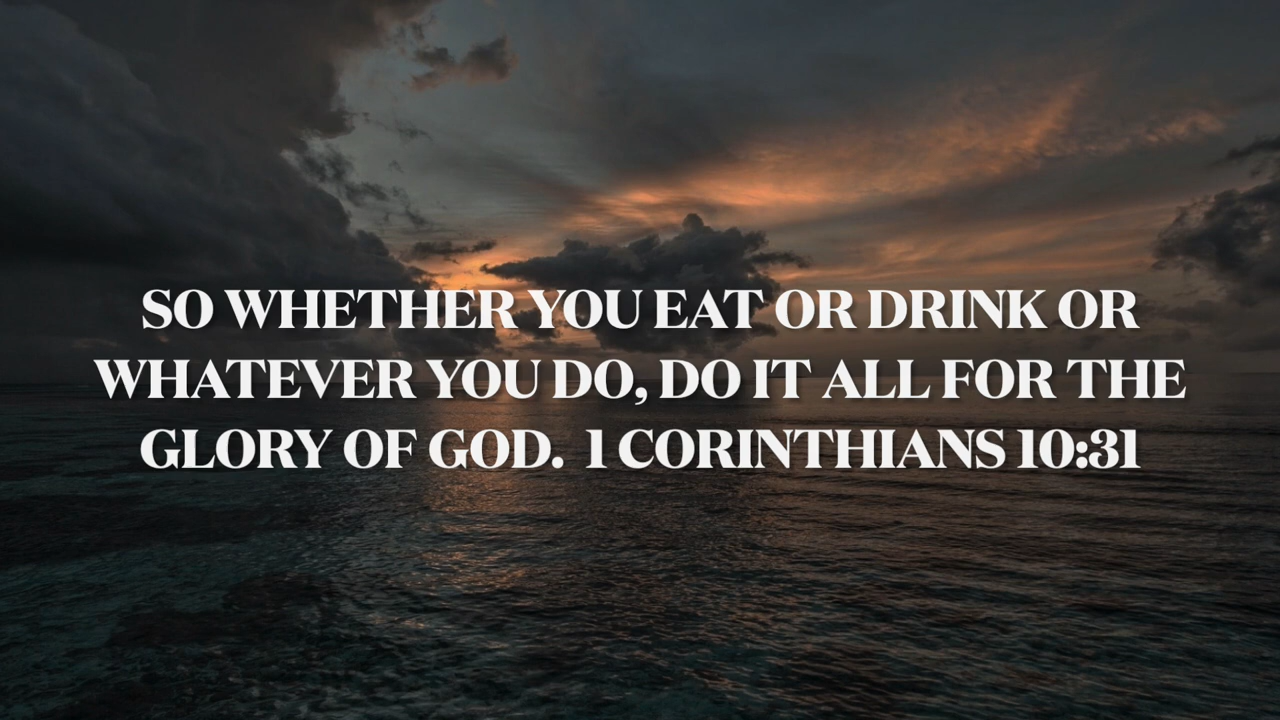 SO WHETHER YOU EAT OR DRINK OR
WHATEVER YOU DO, DO IT ALL FOR THE
GLORY OF GOD. 1 CORINTHIANS 10:31